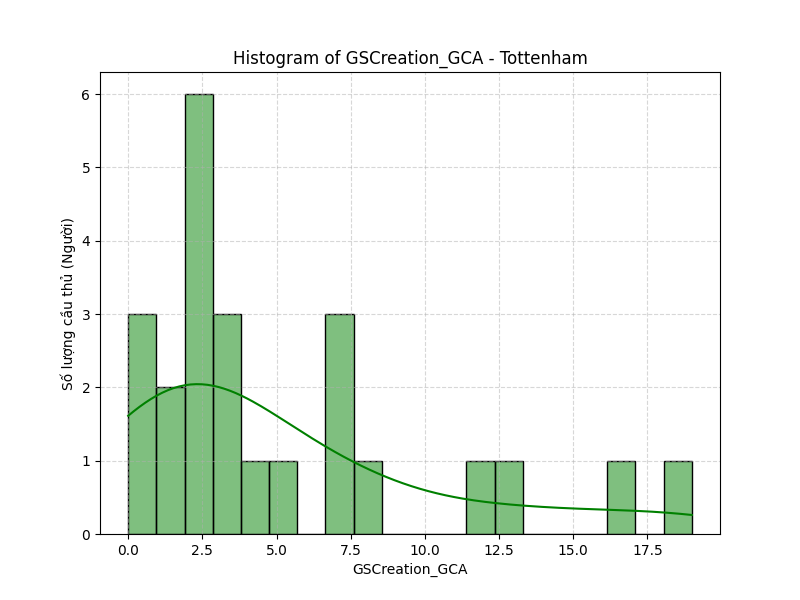 Histogram of GSCreation_GCA - Tottenham
Số lượng cầu thủ (Người)
6
5
4
3
2
1
0
0.0 2.5 5.0 7.5 10.0 12.5 15.0 17.5
GSCreation_GCA